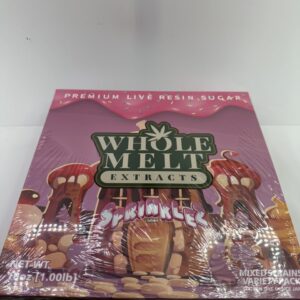 PREMIUM LIVE RESIN SUGAR
WHOLE
MELT
EXTRACTS
SPRINKLEZ
NET WT.
[1.00lb]
MIXED STRAINS
VARIETY PACK